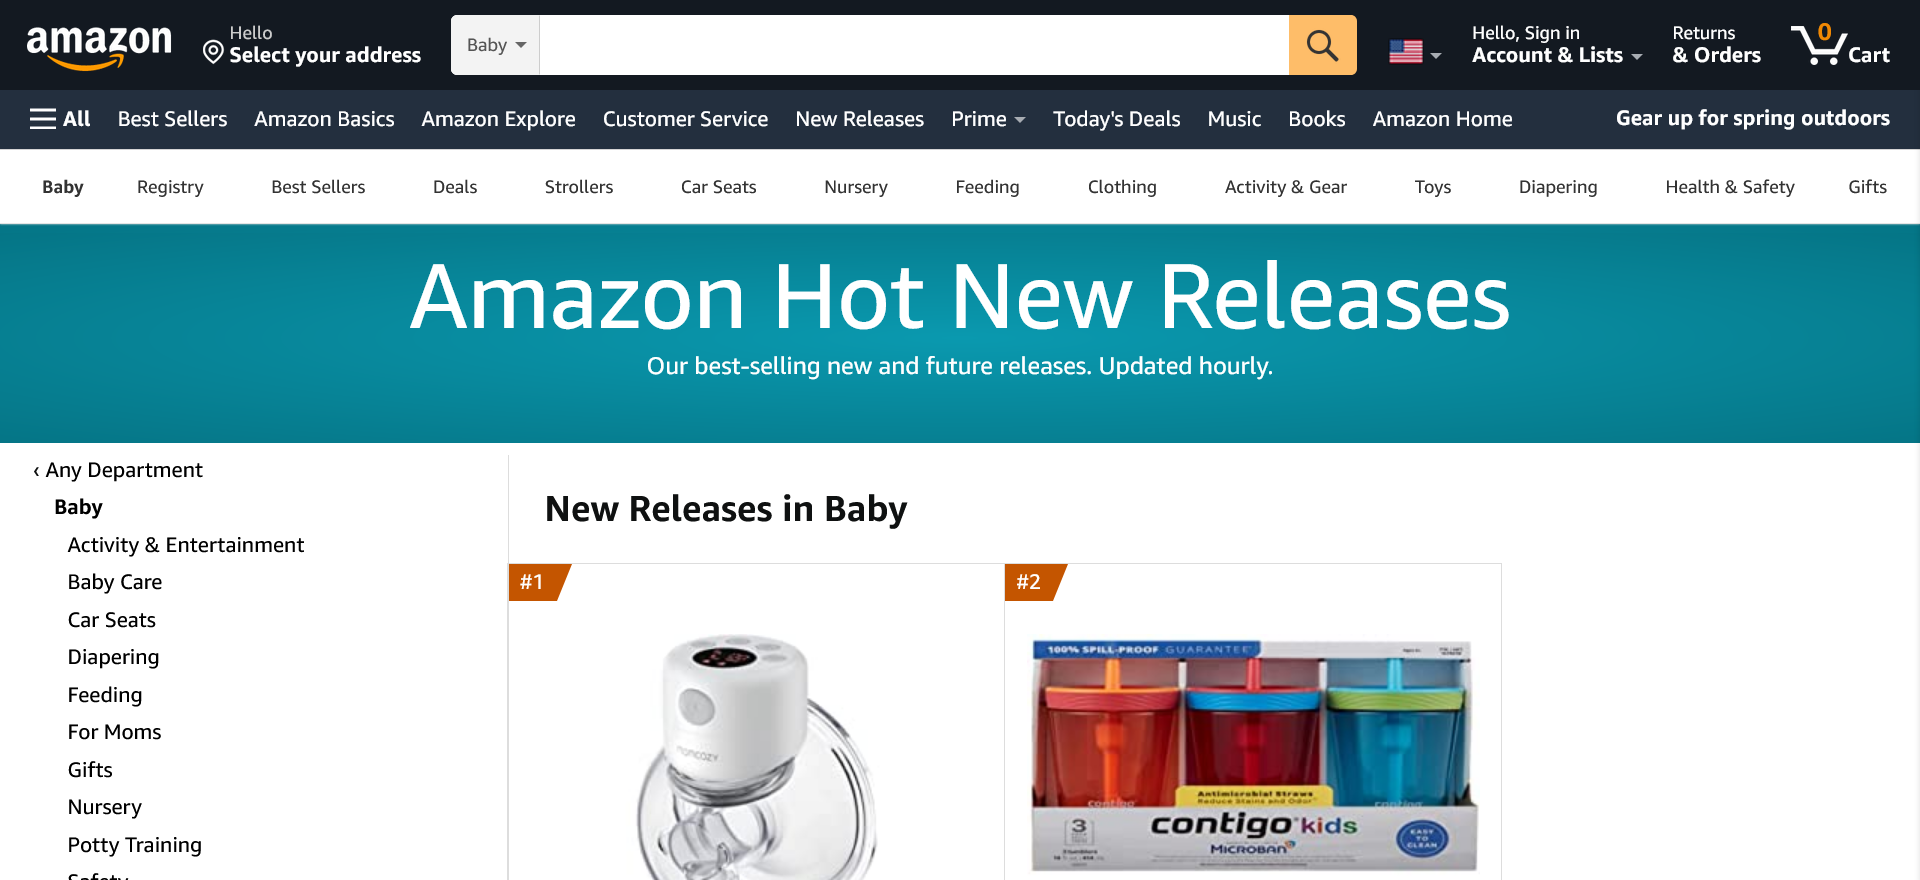 amazon
Hello
Select your address
Baby
Hello, Sign in
Account & Lists
Returns
& Orders
0
Cart
All
Best Sellers
Amazon Basics
Amazon Explore
Customer Service
New Releases
Prime
Today's Deals
Music
Books
Amazon Home
Gear up for spring outdoors
Baby
Registry
Best Sellers
Deals
Strollers
Car Seats
Nursery
Feeding
Clothing
Activity & Gear
Toys
Diapering
Health & Safety
Gifts
Amazon Hot New Releases
Our best-selling new and future releases. Updated hourly.
‹ Any Department
Baby
Activity & Entertainment
Baby Care
Car Seats
Diapering
Feeding
For Moms
Gifts
Nursery
Potty Training
Safety
New Releases in Baby
#1
momcozy
#2
100% SPILL-PROOF GUARANTEE
contigo
contigo
Antimicrobial Straws
Reduce Stains and Odor
3
contigo kids
MICROBAN
EASY
TO
CLEAN